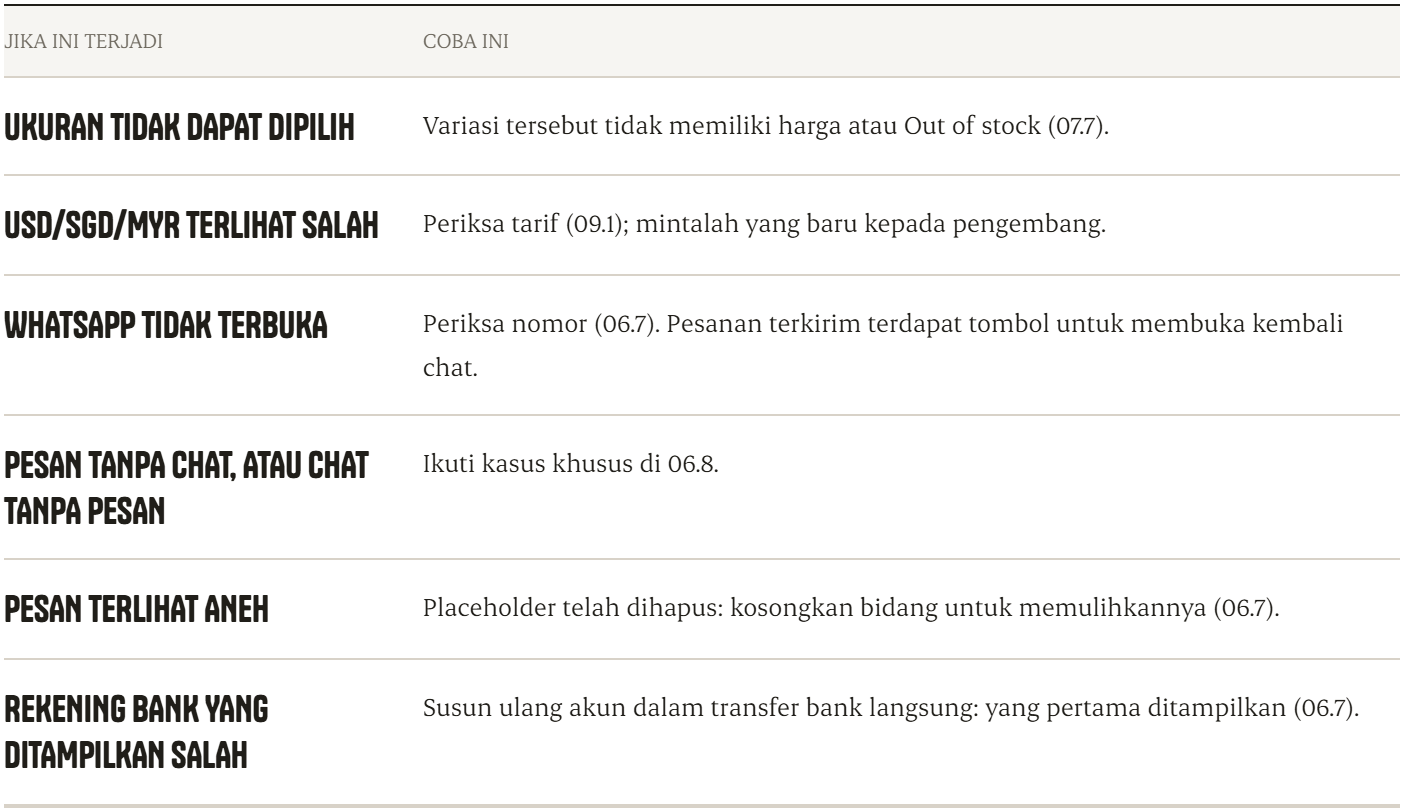 JIKA INI TERJADI
COBA INI
UKURAN TIDAK DAPAT DIPILIH
Variasi tersebut tidak memiliki harga atau Out of stock (07.7).
USD/SGD/MYR TERLIHAT SALAH
Periksa tarif (09.1); mintalah yang baru kepada pengembang.
WHATSAPP TIDAK TERBUKA
Periksa nomor (06.7). Pesanan terkirim terdapat tombol untuk membuka kembali
chat.
PESAN TANPA CHAT, ATAU CHAT
TANPA PESAN
Ikuti kasus khusus di 06.8.
PESAN TERLIHAT ANEH
Placeholder telah dihapus: kosongkan bidang untuk memulihkannya (06.7).
REKENING BANK YANG
DITAMPILKAN SALAH
Susun ulang akun dalam transfer bank langsung: yang pertama ditampilkan (06.7).